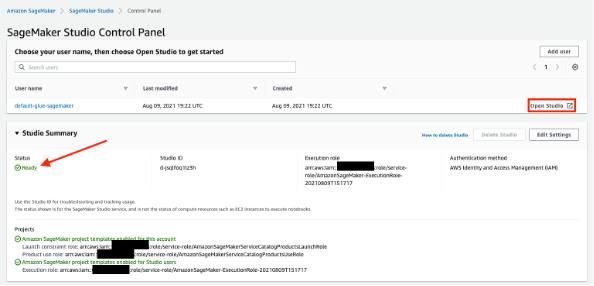 Amazon SageMaker > SageMaker Studio > Control Panel
SageMaker Studio Control Panel
Choose your user name, then choose Open Studio to get started
Add user
Search users
1
User name Last modified Created
default-glue-sagemaker Aug 09, 2021 19:22 UTC Aug 09, 2021 19:22 UTC Open Studio
Studio Summary
How to delete Studio Delete Studio Edit Settings
Status Studio ID Execution role Authentication method
Ready arn:aws:iam: :role/service- AWS Identity and Access Management (IAM)
role/AmazonSageMaker-ExecutionRole-
20210809T151717
Use the Studio ID for troubleshooting and tracking usage.
The status shown is for the SageMaker Studio service, and is not the status of compute resources such as EC2 instances to execute notebooks.
Projects
Amazon SageMaker project templates enabled for this account
Launch constraint role: arn:aws:iam: :role/service-role/AmazonSageMakerServiceCatalogProductsLaunchRole
Product use role: arn:aws:iam: :role/service-role/AmazonSageMakerServiceCatalogProductsUseRole
Amazon SageMaker project templates enabled for Studio users
Execution role: arn:aws:iam: :role/service-role/AmazonSageMaker-ExecutionRole-20210809T151717